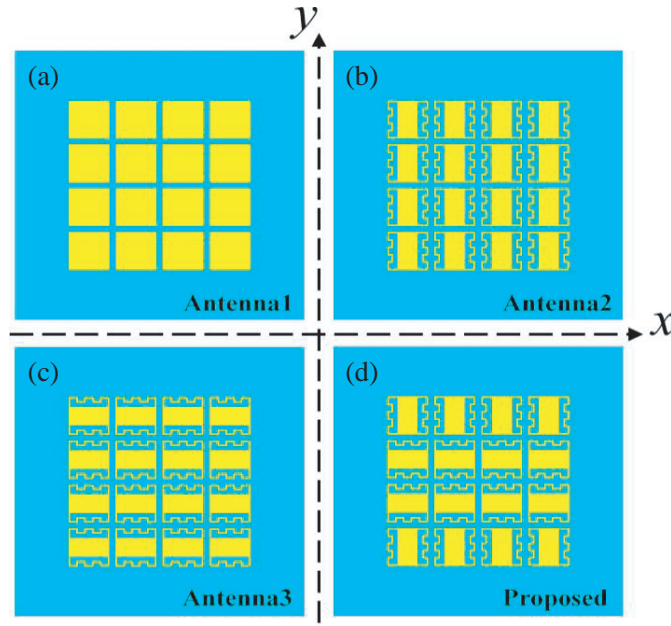 y
(a)
(b)
Antenna1
Antenna2
x
(c)
(d)
Antenna3
Proposed